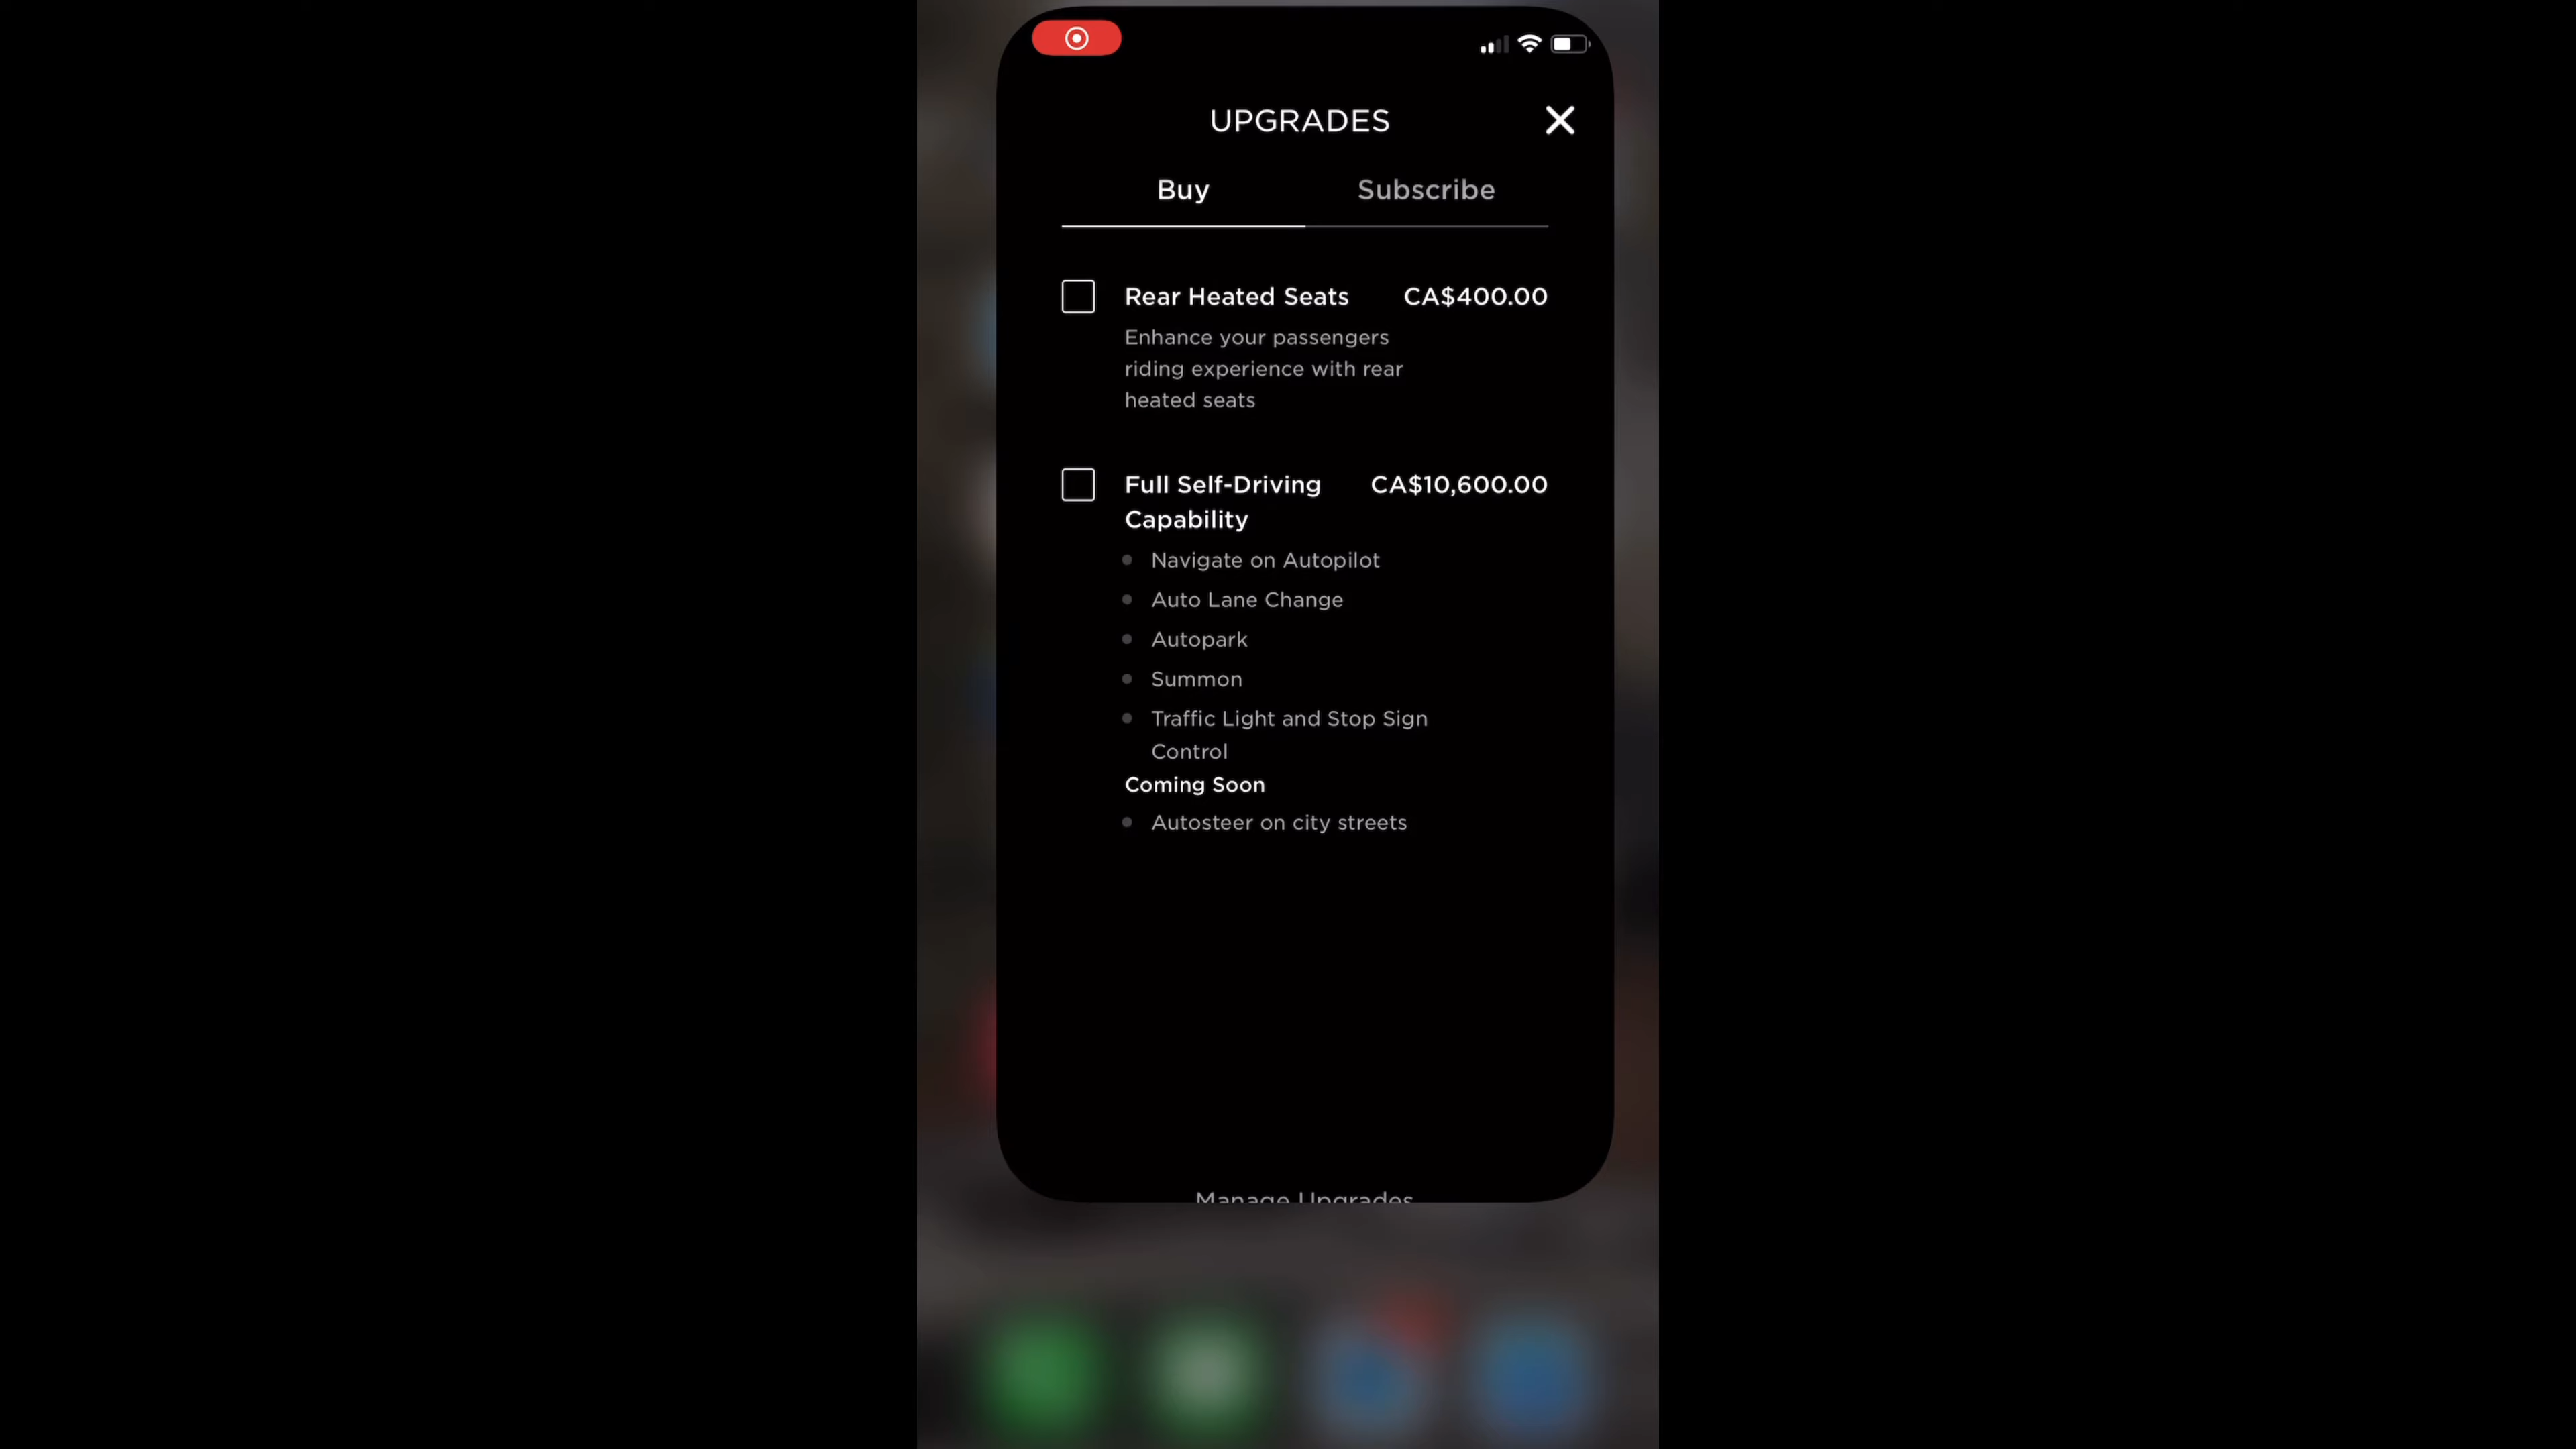 UPGRADES
Buy
Subscribe
Rear Heated Seats CA$400.00
Enhance your passengers
riding experience with rear
heated seats
Full Self-Driving CA$10,600.00
Capability
Navigate on Autopilot
Auto Lane Change
Autopark
Summon
Traffic Light and Stop Sign
Control
Coming Soon
Autosteer on city streets
Manage Upgrades